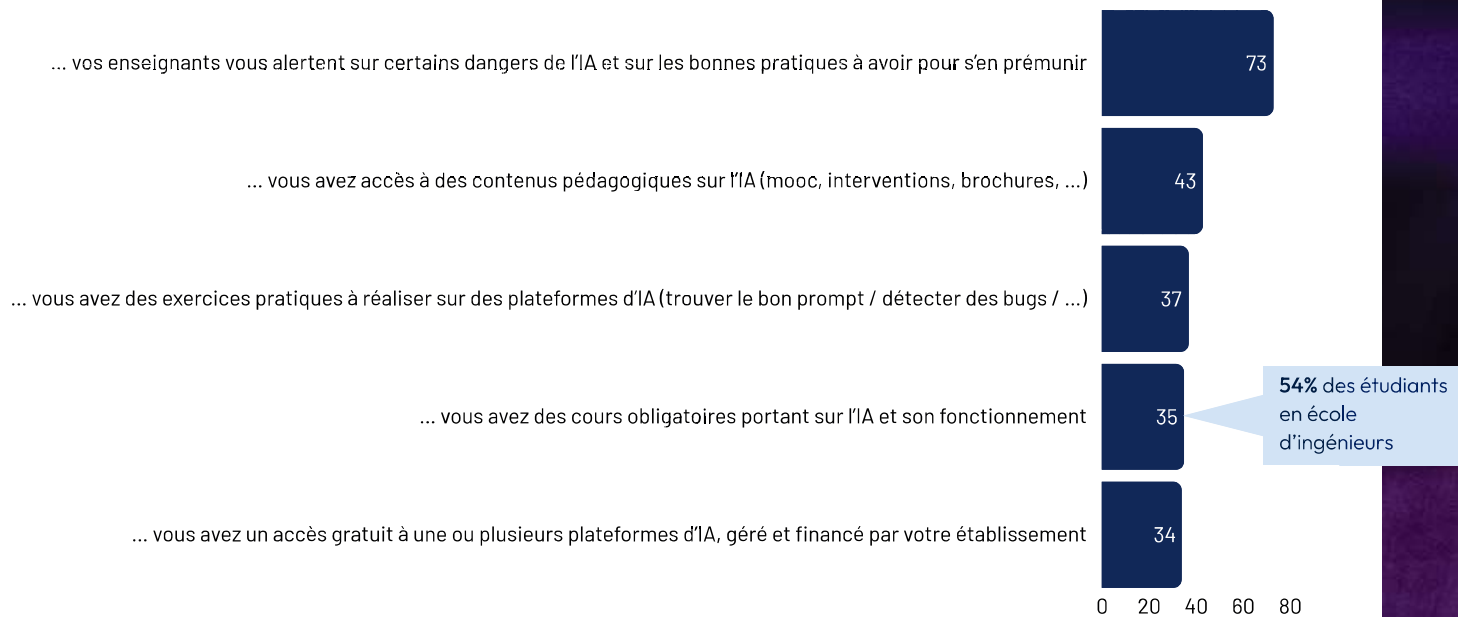 ... vos enseignants vous alertent sur certains dangers de l'IA et sur les bonnes pratiques à avoir pour s'en prémunir
73
... vous avez accès à des contenus pédagogiques sur l'IA (mooc, interventions, brochures, ...)
43
... vous avez des exercices pratiques à réaliser sur des plateformes d'IA (trouver le bon prompt / détecter des bugs / ...)
37
... vous avez des cours obligatoires portant sur l'IA et son fonctionnement
35
54% des étudiants
en école
d'ingénieurs
... vous avez un accès gratuit à une ou plusieurs plateformes d'IA, géré et financé par votre établissement
34
0 20 40 60 80